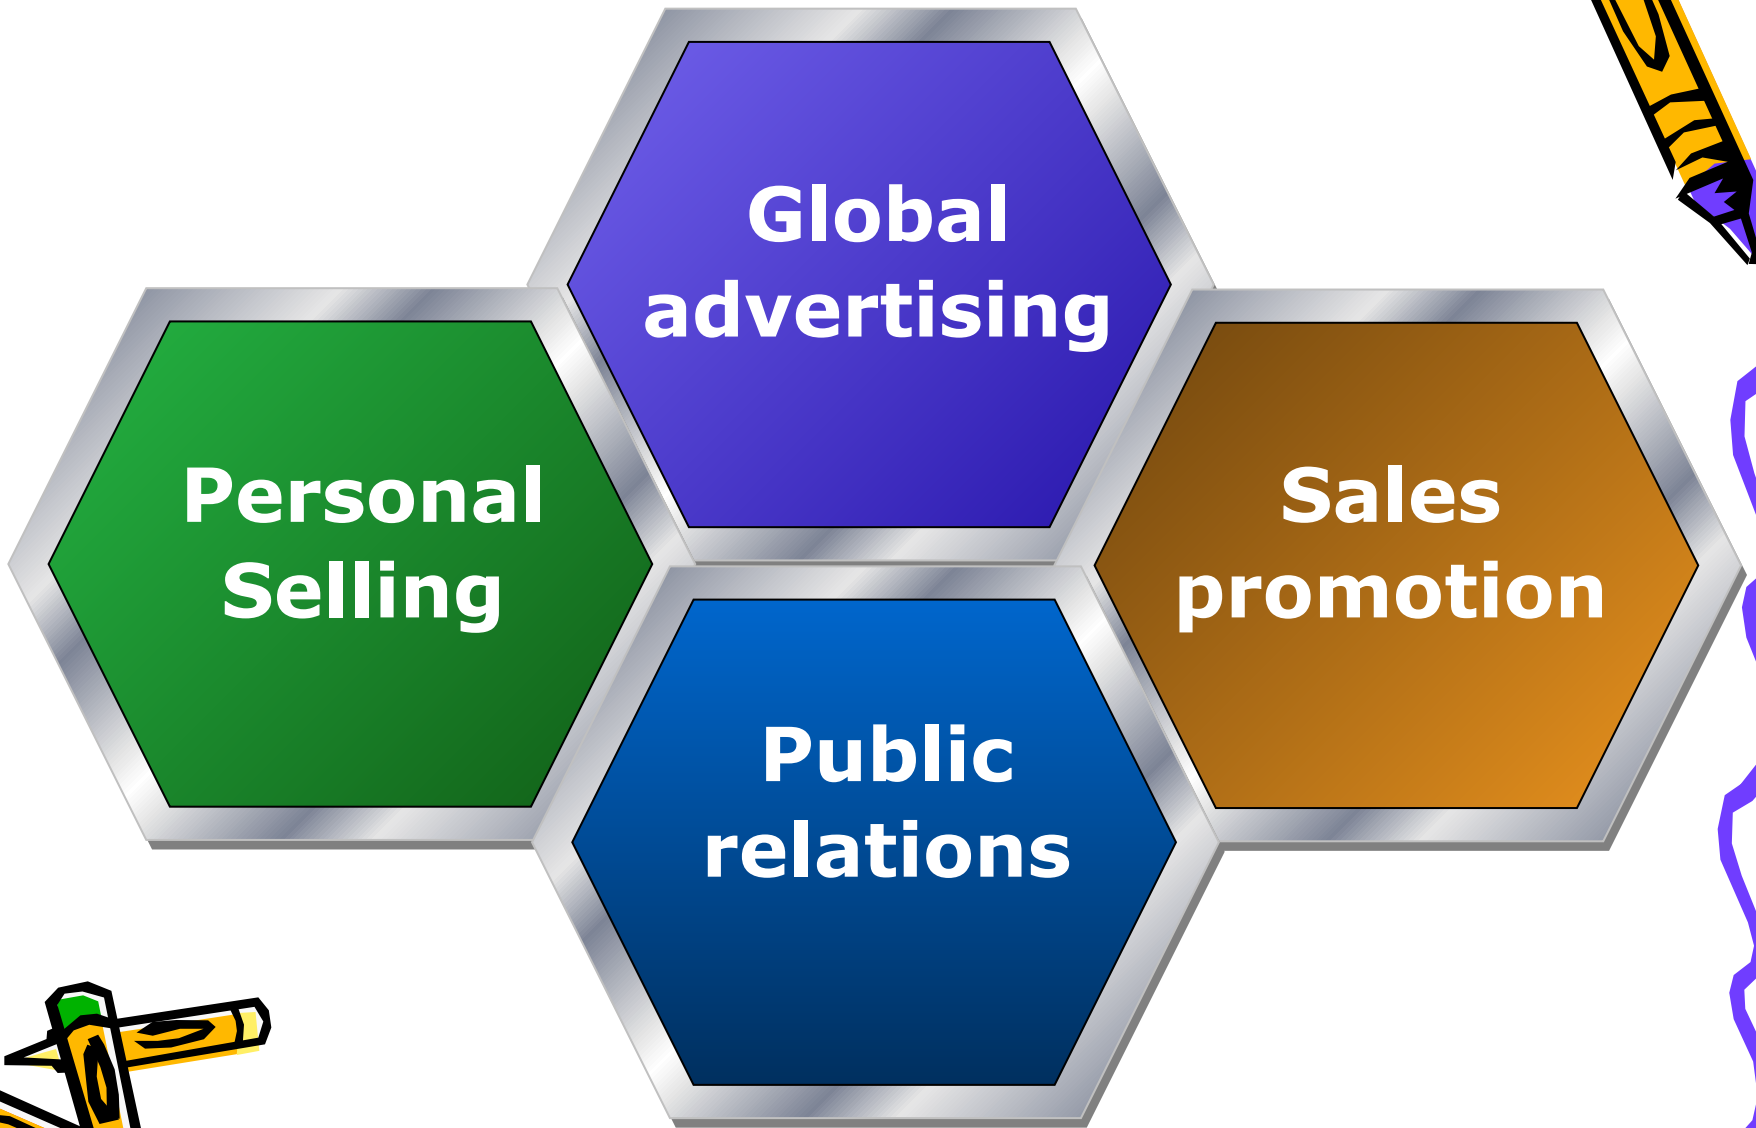 Global
advertising
Personal
Selling
Sales
promotion
Public
relations